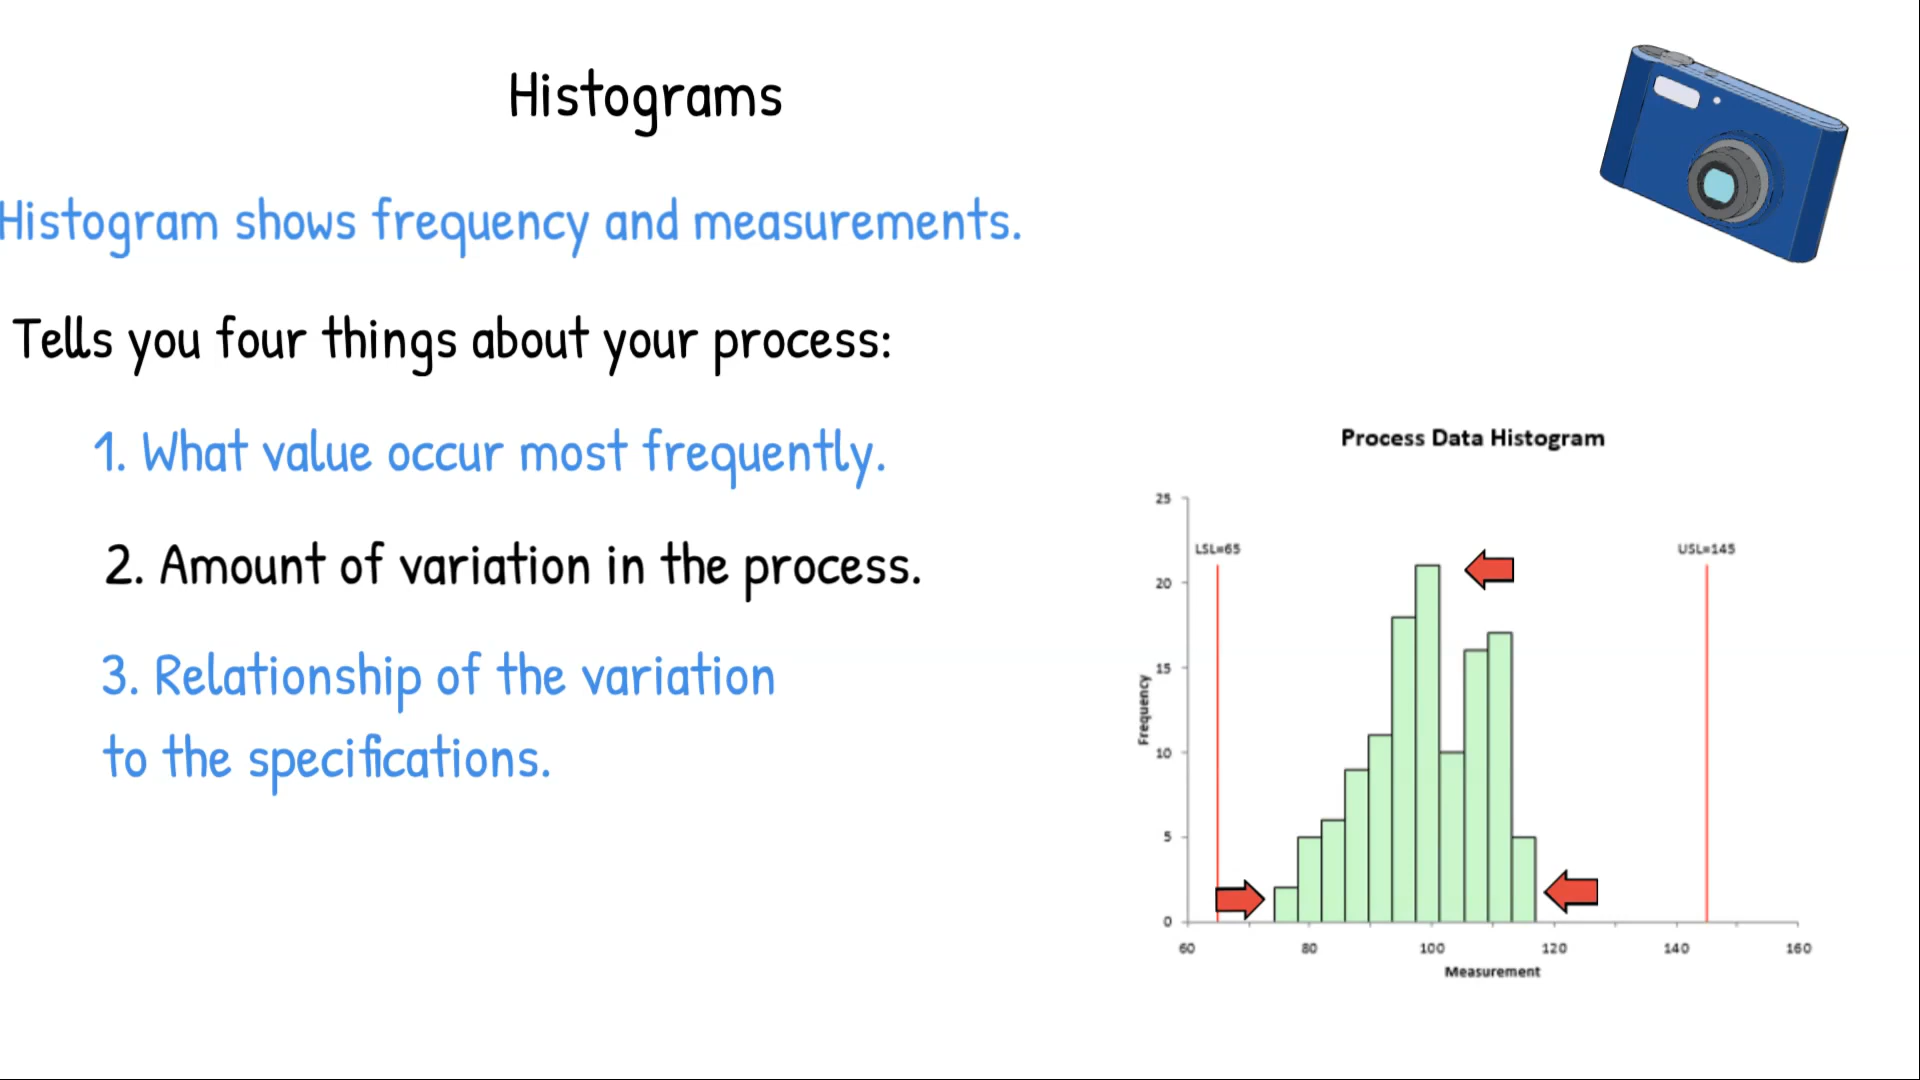 Histograms
Histogram shows frequency and measurements.
Tells you four things about your process:
1. What value occur most frequently.
2. Amount of variation in the process.
3. Relationship of the variation
to the specifications.
Process Data Histogram
25
LSL=65
USL=145
20
15
Frequency
10
5
0
60 80 100 120 140 160
Measurement